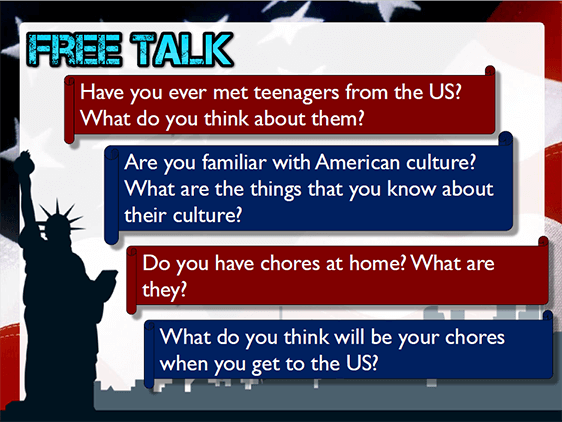 FREE TALK
Have you ever met teenagers from the US?
What do you think about them?
Are you familiar with American culture?
What are the things that you know about
their culture?
Do you have chores at home? What are
they?
What do you think will be your chores
when you get to the US?